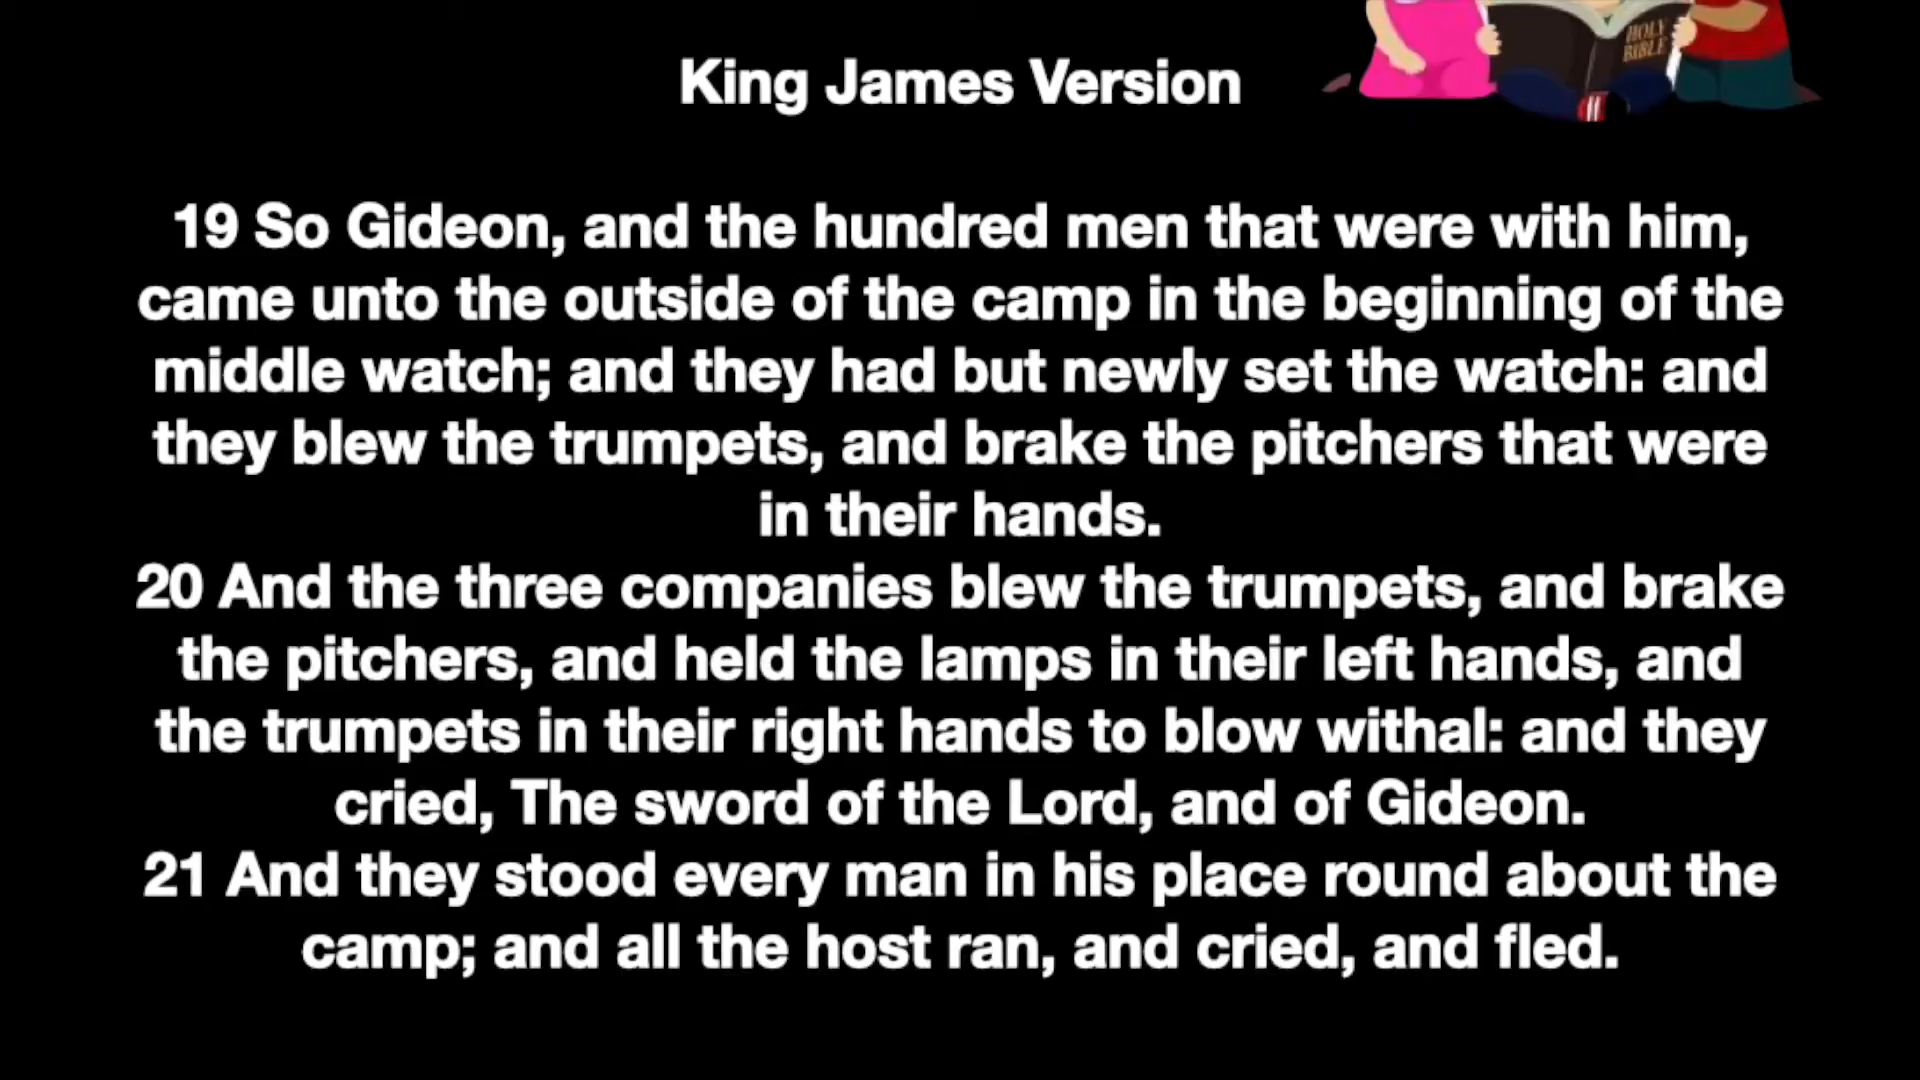 HOLY
BIBLE
King James Version
19 So Gideon, and the hundred men that were with him,
came unto the outside of the camp in the beginning of the
middle watch; and they had but newly set the watch: and
they blew the trumpets, and brake the pitchers that were
in their hands.
20 And the three companies blew the trumpets, and brake
the pitchers, and held the lamps in their left hands, and
the trumpets in their right hands to blow withal: and they
cried, The sword of the Lord, and of Gideon.
21 And they stood every man in his place round about the
camp; and all the host ran, and cried, and fled.